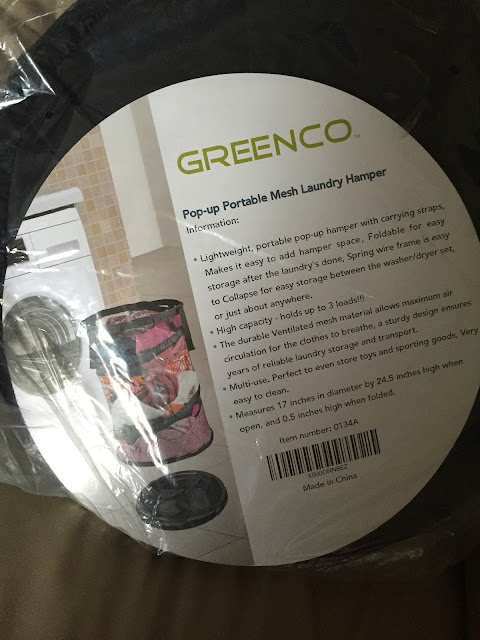 GREENCO™
Pop-up Portable Mesh Laundry Hamper
Information:
• Lightweight, portable pop-up hamper with carrying straps,
Makes it easy to add hamper space, Foldable for easy
storage after the laundry's done, Spring wire frame is easy
to Collapse for easy storage between the washer/dryer set,
or just about anywhere.
• High capacity - holds up to 3 loads!!!
• The durable Ventilated mesh material allows maximum air
circulation for the clothes to breathe, a sturdy design ensures
years of reliable laundry storage and transport.
• Multi-use. Perfect to even store toys and sporting goods. Very
easy to clean.
• Measures 17 inches in diameter by 24.5 inches high when
open, and 0.5 inches high when folded.
Item number: 0134A
Made in China